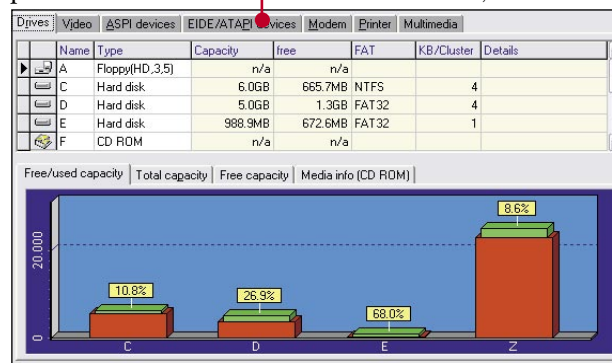 Drives Video ASPI devices EIDE/ATAPI devices Modem Printer Multimedia
Name Type Capacity free FAT KB/Cluster Details
A Floppy(HD,3,5) n/a n/a
C Hard disk 6.0GB 665.7MB NTFS 4
D Hard disk 5.0GB 1.3GB FAT32 4
E Hard disk 988.9MB 672.6MB FAT32 1
F CD ROM n/a n/a
Free/used capacity Total capacity Free capacity Media info (CD ROM)
8.6%
20.000
10.8% 26.9% 68.0%
0
C D E Z